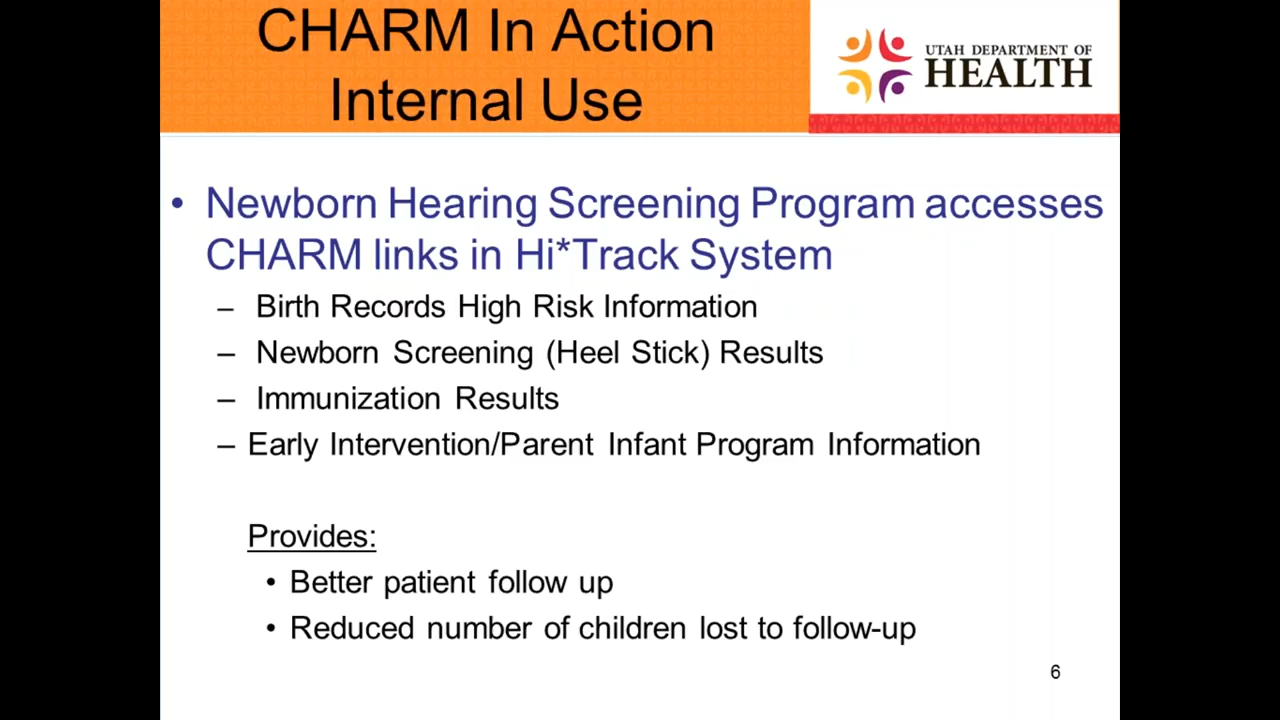 CHARM In Action
Internal Use
UTAH DEPARTMENT OF
HEALTH
• Newborn Hearing Screening Program accesses
CHARM links in Hi*Track System
– Birth Records High Risk Information
– Newborn Screening (Heel Stick) Results
– Immunization Results
– Early Intervention/Parent Infant Program Information
Provides:
• Better patient follow up
• Reduced number of children lost to follow-up
6